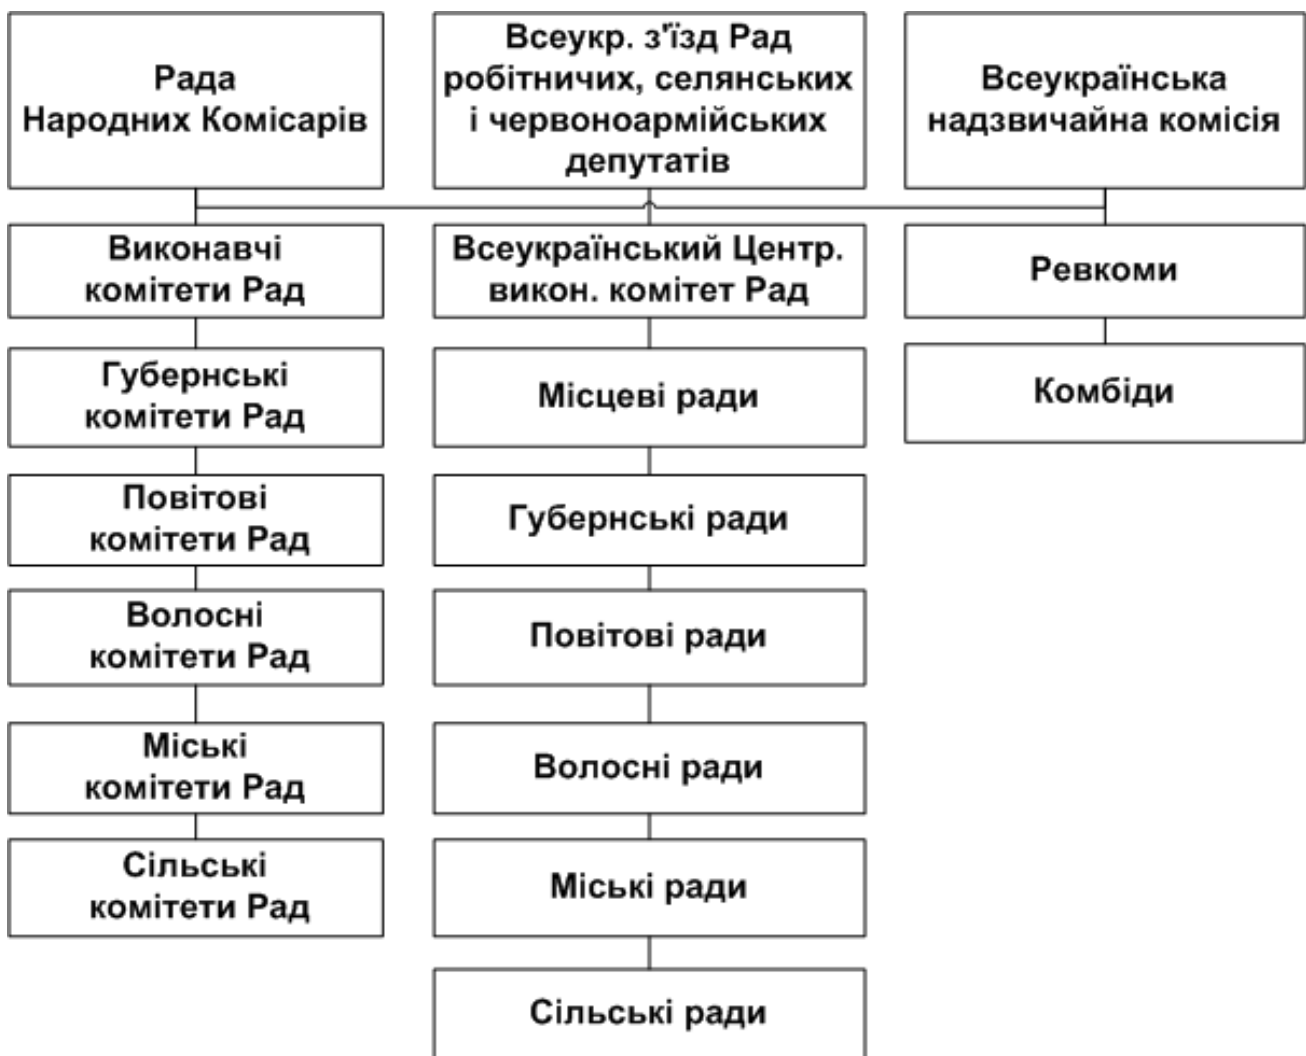 Рада
Народних Комісарів
Всеукр. з'їзд Рад
робітничих, селянських
і червоноармійських
депутатів
Всеукраїнська
надзвичайна комісія
Виконавчі
комітети Рад
Всеукраїнський Центр.
викон. комітет Рад
Ревкоми
Губернські
комітети Рад
Місцеві ради
Комбіди
Повітові
комітети Рад
Губернські ради
Волосні
комітети Рад
Повітові ради
Міські
комітети Рад
Волосні ради
Сільські
комітети Рад
Міські ради
Сільські ради